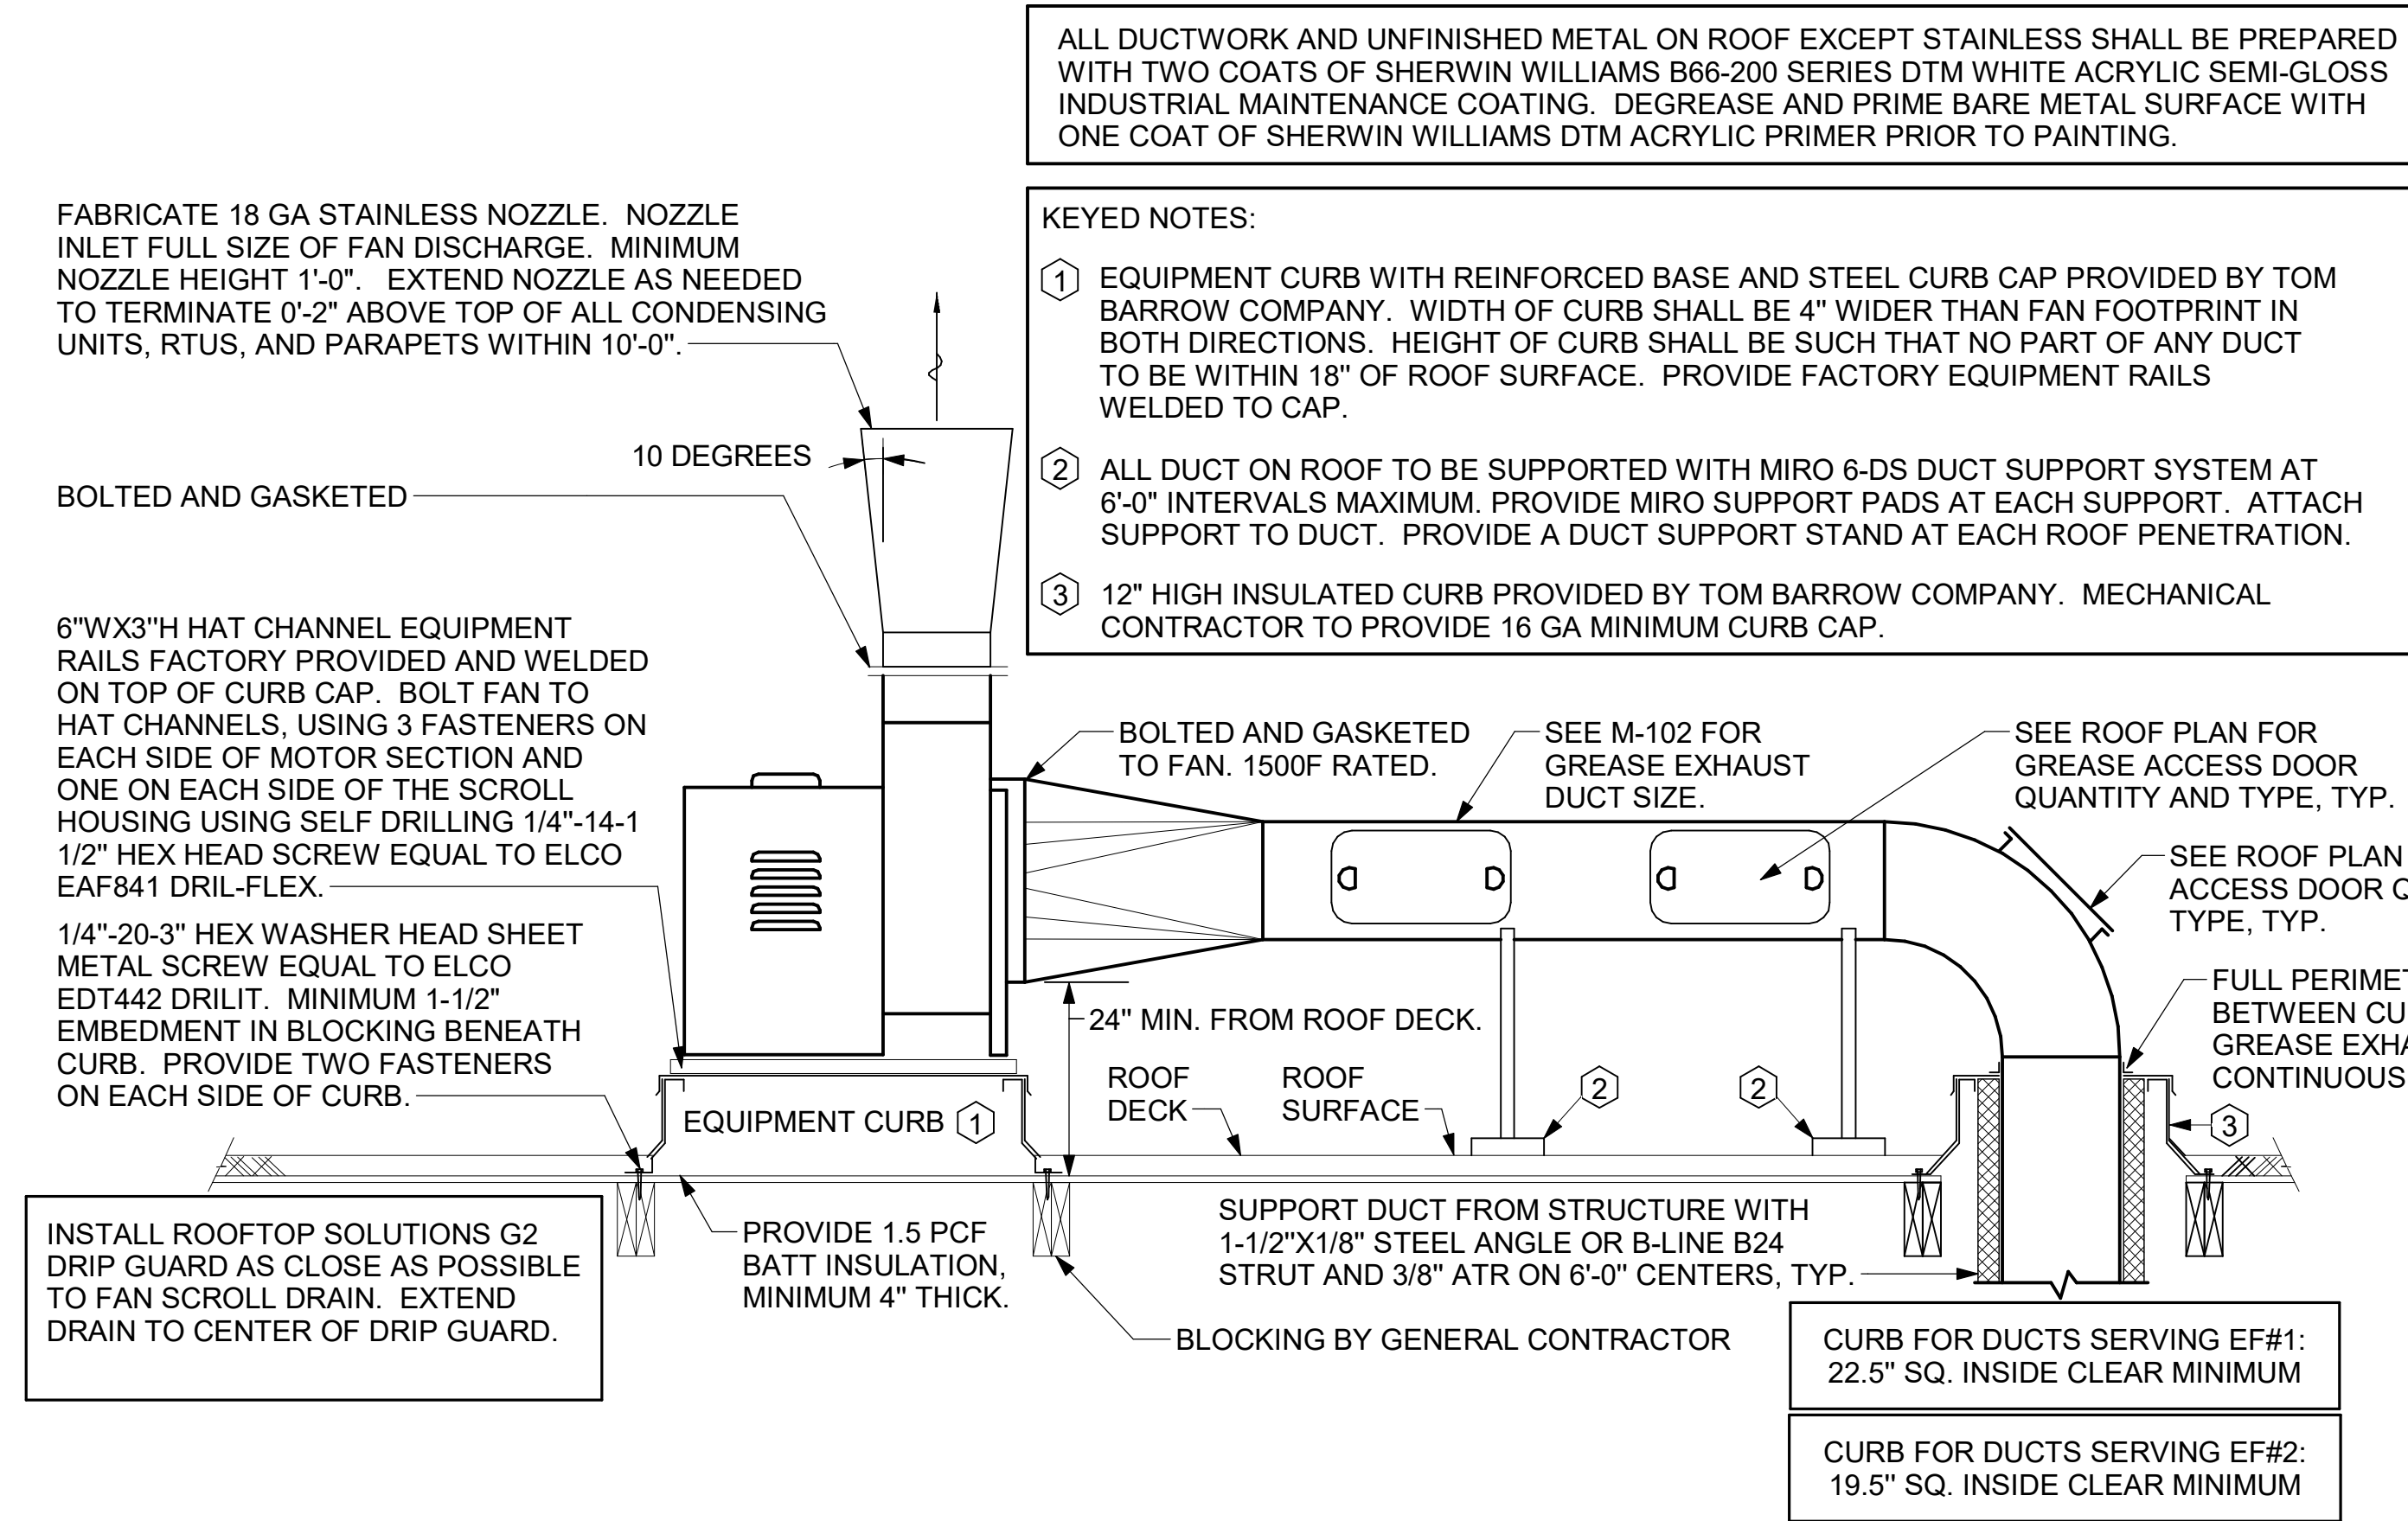 ALL DUCTWORK AND UNFINISHED METAL ON ROOF EXCEPT STAINLESS SHALL BE PREPARED
WITH TWO COATS OF SHERWIN WILLIAMS B66-200 SERIES DTM WHITE ACRYLIC SEMI-GLOSS
INDUSTRIAL MAINTENANCE COATING. DEGREASE AND PRIME BARE METAL SURFACE WITH
ONE COAT OF SHERWIN WILLIAMS DTM ACRYLIC PRIMER PRIOR TO PAINTING.
FABRICATE 18 GA STAINLESS NOZZLE. NOZZLE
INLET FULL SIZE OF FAN DISCHARGE. MINIMUM
NOZZLE HEIGHT 1'-0". EXTEND NOZZLE AS NEEDED
TO TERMINATE 0'-2" ABOVE TOP OF ALL CONDENSING
UNITS, RTUS, AND PARAPETS WITHIN 10'-0".
KEYED NOTES:
1 EQUIPMENT CURB WITH REINFORCED BASE AND STEEL CURB CAP PROVIDED BY TOM
BARROW COMPANY. WIDTH OF CURB SHALL BE 4" WIDER THAN FAN FOOTPRINT IN
BOTH DIRECTIONS. HEIGHT OF CURB SHALL BE SUCH THAT NO PART OF ANY DUCT
TO BE WITHIN 18" OF ROOF SURFACE. PROVIDE FACTORY EQUIPMENT RAILS
WELDED TO CAP.
2 ALL DUCT ON ROOF TO BE SUPPORTED WITH MIRO 6-DS DUCT SUPPORT SYSTEM AT
6'-0" INTERVALS MAXIMUM. PROVIDE MIRO SUPPORT PADS AT EACH SUPPORT. ATTACH
SUPPORT TO DUCT. PROVIDE A DUCT SUPPORT STAND AT EACH ROOF PENETRATION.
3 12" HIGH INSULATED CURB PROVIDED BY TOM BARROW COMPANY. MECHANICAL
CONTRACTOR TO PROVIDE 16 GA MINIMUM CURB CAP.
10 DEGREES
BOLTED AND GASKETED
6"WX3"H HAT CHANNEL EQUIPMENT
RAILS FACTORY PROVIDED AND WELDED
ON TOP OF CURB CAP. BOLT FAN TO
HAT CHANNELS, USING 3 FASTENERS ON
EACH SIDE OF MOTOR SECTION AND
ONE ON EACH SIDE OF THE SCROLL
HOUSING USING SELF DRILLING 1/4"-14-1
1/2" HEX HEAD SCREW EQUAL TO ELCO
EAF841 DRIL-FLEX.
BOLTED AND GASKETED
TO FAN. 1500F RATED.
SEE M-102 FOR
GREASE EXHAUST
DUCT SIZE.
SEE ROOF PLAN FOR
GREASE ACCESS DOOR
QUANTITY AND TYPE, TYP.
SEE ROOF PLAN
ACCESS DOOR
TYPE, TYP.
1/4"-20-3" HEX WASHER HEAD SHEET
METAL SCREW EQUAL TO ELCO
EDT442 DRILIT. MINIMUM 1-1/2"
EMBEDMENT IN BLOCKING BENEATH
CURB. PROVIDE TWO FASTENERS
ON EACH SIDE OF CURB.
24" MIN. FROM ROOF DECK.
FULL
BETWEEN
GREASE
CONTINUOUS
ROOF
DECK
ROOF
SURFACE
2
2
3
EQUIPMENT CURB 1
INSTALL ROOFTOP SOLUTIONS G2
DRIP GUARD AS CLOSE AS POSSIBLE
TO FAN SCROLL DRAIN. EXTEND
DRAIN TO CENTER OF DRIP GUARD.
PROVIDE 1.5 PCF
BATT INSULATION,
MINIMUM 4" THICK.
SUPPORT DUCT FROM STRUCTURE WITH
1-1/2"X1/8" STEEL ANGLE OR B-LINE B24
STRUT AND 3/8" ATR ON 6'-0" CENTERS, TYP.
BLOCKING BY GENERAL CONTRACTOR
CURB FOR DUCTS SERVING EF#1:
22.5" SQ. INSIDE CLEAR MINIMUM
CURB FOR DUCTS SERVING EF#2:
19.5" SQ. INSIDE CLEAR MINIMUM